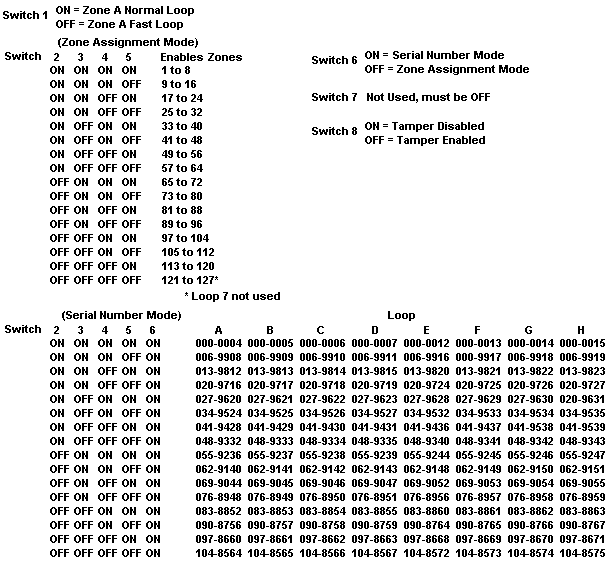 Switch 1 ON = Zone A Normal Loop
OFF = Zone A Fast Loop
(Zone Assignment Mode)
Switch 2 3 4 5 Enables Zones
ON ON ON ON 1 to 8
ON ON ON OFF 9 to 16
ON ON OFF ON 17 to 24
ON ON OFF OFF 25 to 32
ON OFF ON ON 33 to 40
ON OFF ON OFF 41 to 48
ON OFF OFF ON 49 to 56
ON OFF OFF OFF 57 to 64
OFF ON ON ON 65 to 72
OFF ON ON OFF 73 to 80
OFF ON OFF ON 81 to 88
OFF ON OFF OFF 89 to 96
OFF OFF ON ON 97 to 104
OFF OFF ON OFF 105 to 112
OFF OFF OFF ON 113 to 120
OFF OFF OFF OFF 121 to 127*
* Loop 7 not used
Switch 6 ON = Serial Number Mode
OFF = Zone Assignment Mode
Switch 7 Not Used, must be OFF
Switch 8 ON = Tamper Disabled
OFF = Tamper Enabled
(Serial Number Mode) Loop
Switch 2 3 4 5 6 A B C D E F G H
ON ON ON ON ON 000-0004 000-0005 000-0006 000-0007 000-0012 000-0013 000-0014 000-0015
ON ON ON OFF ON 006-9908 006-9909 006-9910 006-9911 006-9916 000-9917 006-9918 006-9919
ON ON OFF ON ON 013-9812 013-9813 013-9814 013-9815 013-9820 013-9821 013-9822 013-9823
ON ON OFF OFF ON 020-9716 020-9717 020-9718 020-9719 020-9724 020-9725 020-9726 020-9727
ON OFF ON ON ON 027-9620 027-9621 027-9622 027-9623 027-9628 027-9629 027-9630 020-9631
ON OFF ON OFF ON 034-9524 034-9525 034-9526 034-9527 034-9532 034-9533 034-9534 034-9535
ON OFF OFF ON ON 041-9428 041-9429 041-9430 041-9431 041-9436 041-9437 041-9538 041-9539
ON OFF OFF OFF ON 048-9332 048-9333 048-9334 048-9335 048-9340 048-9341 048-9342 048-9343
OFF ON ON ON ON 055-9236 055-9237 055-9238 055-9239 055-9244 055-9245 055-9246 055-9247
OFF ON ON OFF ON 062-9140 062-9141 062-9142 062-9143 062-9148 062-9149 062-9150 062-9151
OFF ON OFF ON ON 069-9044 069-9045 069-9046 069-9047 069-9052 069-9053 069-9054 069-9055
OFF ON OFF OFF ON 076-8948 076-8949 076-8950 076-8951 076-8956 076-8957 076-8958 076-8959
OFF OFF ON ON ON 083-8852 083-8853 083-8854 083-8855 083-8860 083-8861 083-8862 083-8863
OFF OFF ON OFF ON 090-8756 090-8757 090-8758 090-8759 090-8764 090-8765 090-8766 090-8767
OFF OFF OFF ON ON 097-8660 097-8661 097-8662 097-8663 097-8668 097-8669 097-8670 097-8671
OFF OFF OFF OFF ON 104-8564 104-8565 104-8566 104-8567 104-8572 104-8573 104-8574 104-8575